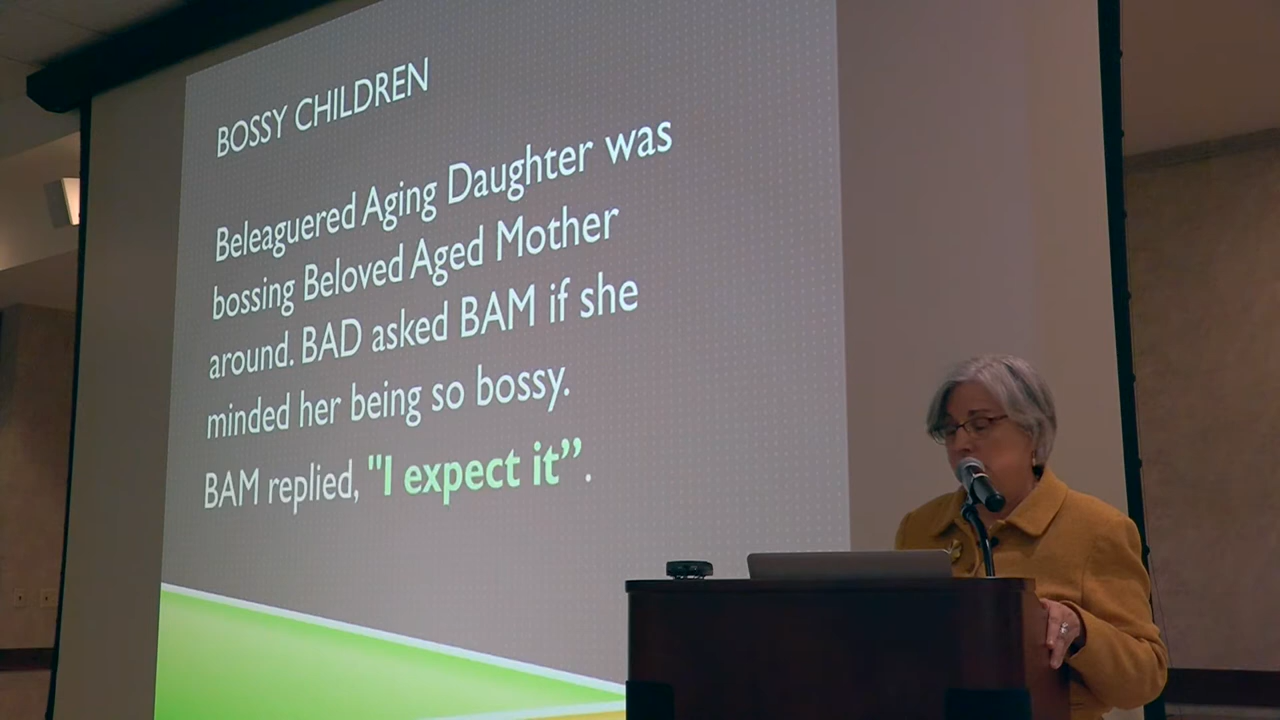 BOSSY CHILDREN
Beleaguered Aging Daughter was
bossing Beloved Aged Mother
around. BAD asked BAM if she
minded her being so bossy.
BAM replied, "I expect it”.